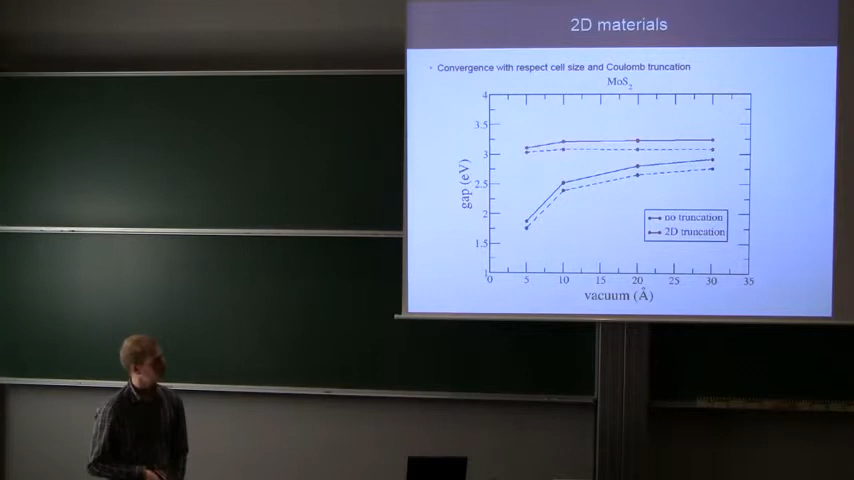 2D materials
• Convergence with respect cell size and Coulomb truncation
MoS2
4
3.5
3
2.5
2
1.5
1
gap (eV)
no truncation
2D truncation
0 5 10 15 20 25 30 35
vacuum (Å)